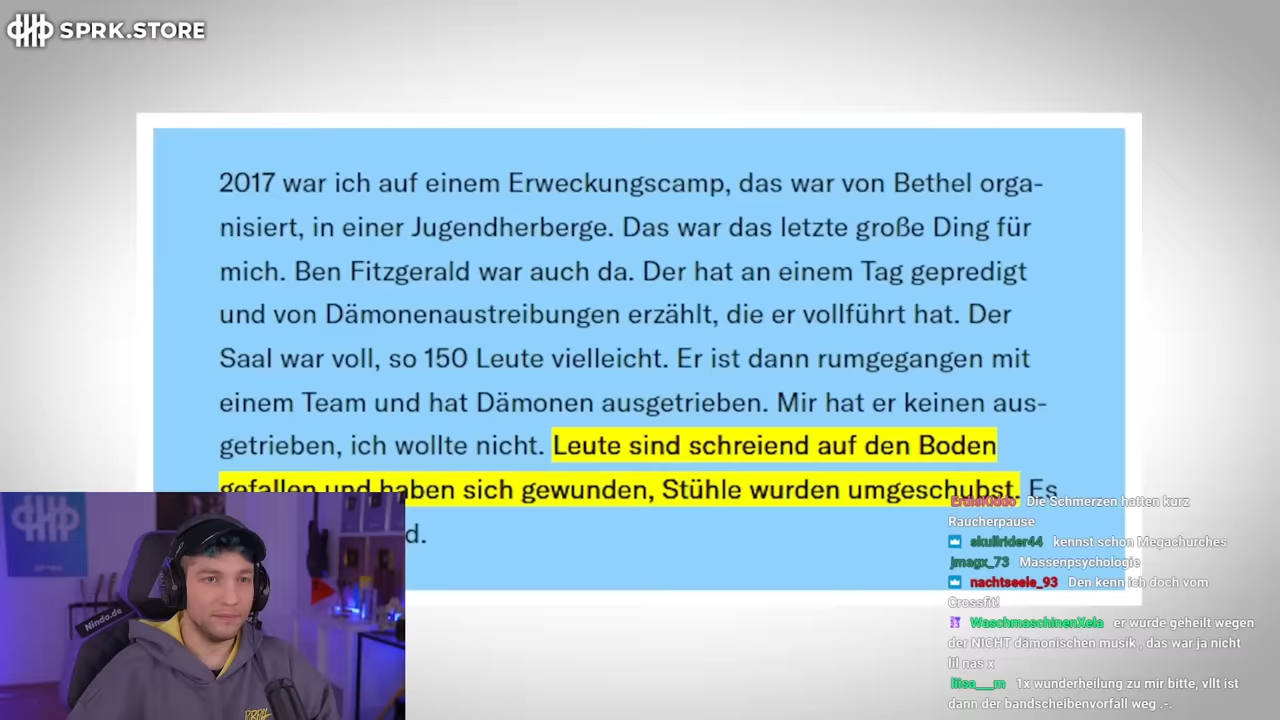 SPRK.STORE
2017 war ich auf einem Erweckungscamp, das war von Bethel orga-
nisiert, in einer Jugendherberge. Das war das letzte große Ding für
mich. Ben Fitzgerald war auch da. Der hat an einem Tag gepredigt
und von Dämonenaustreibungen erzählt, die er vollführt hat. Der
Saal war voll, so 150 Leute vielleicht. Er ist dann rumgegangen mit
einem Team und hat Dämonen ausgetrieben. Mir hat er keinen aus-
getrieben, ich wollte nicht. Leute sind schreiend auf den Boden
gefallen und haben sich gewunden, Stühle wurden umgeschubst. Es
d.
Nindo.de
ErdisKiddo Die Schmerzen hatten kurz
Raucherpause
skullrider44 kennst schon Megachurches
jmagx_73 Massenpsychologie
nachtseele_93 Den kenn ich doch vom
Crossfit!
WaschmaschinenXela er wurde geheilt wegen
der NICHT dämonischen musik , das war ja nicht
lil nas x
liisa___m 1x wunderheilung zu mir bitte, vllt ist
dann der bandscheibenvorfall weg .-.